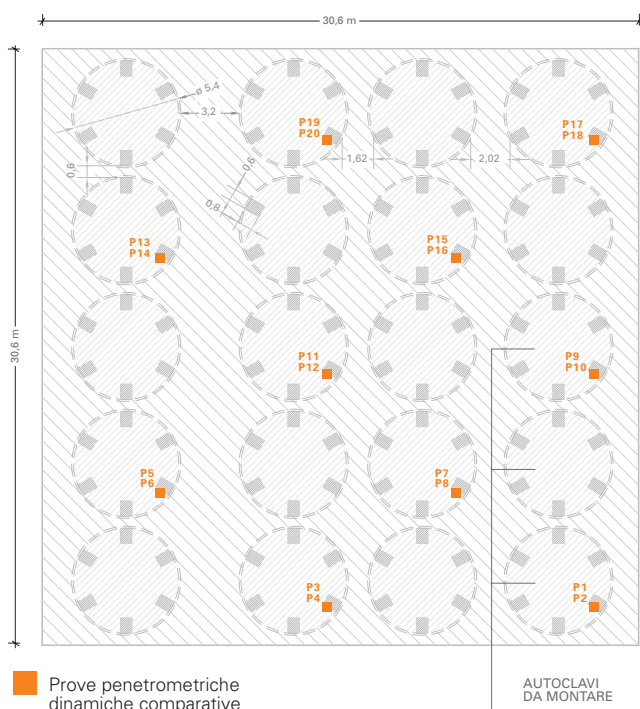 30,6 m
30,6 m
ø 5,4
3,2
0,6
0,6
0,8
1,62
2,02
P19
P20
P17
P18
P13
P14
P15
P16
P11
P12
P9
P10
P5
P6
P7
P8
P3
P4
P1
P2
Prove penetrometriche
dinamiche comparative
AUTOCLAVI
DA MONTARE